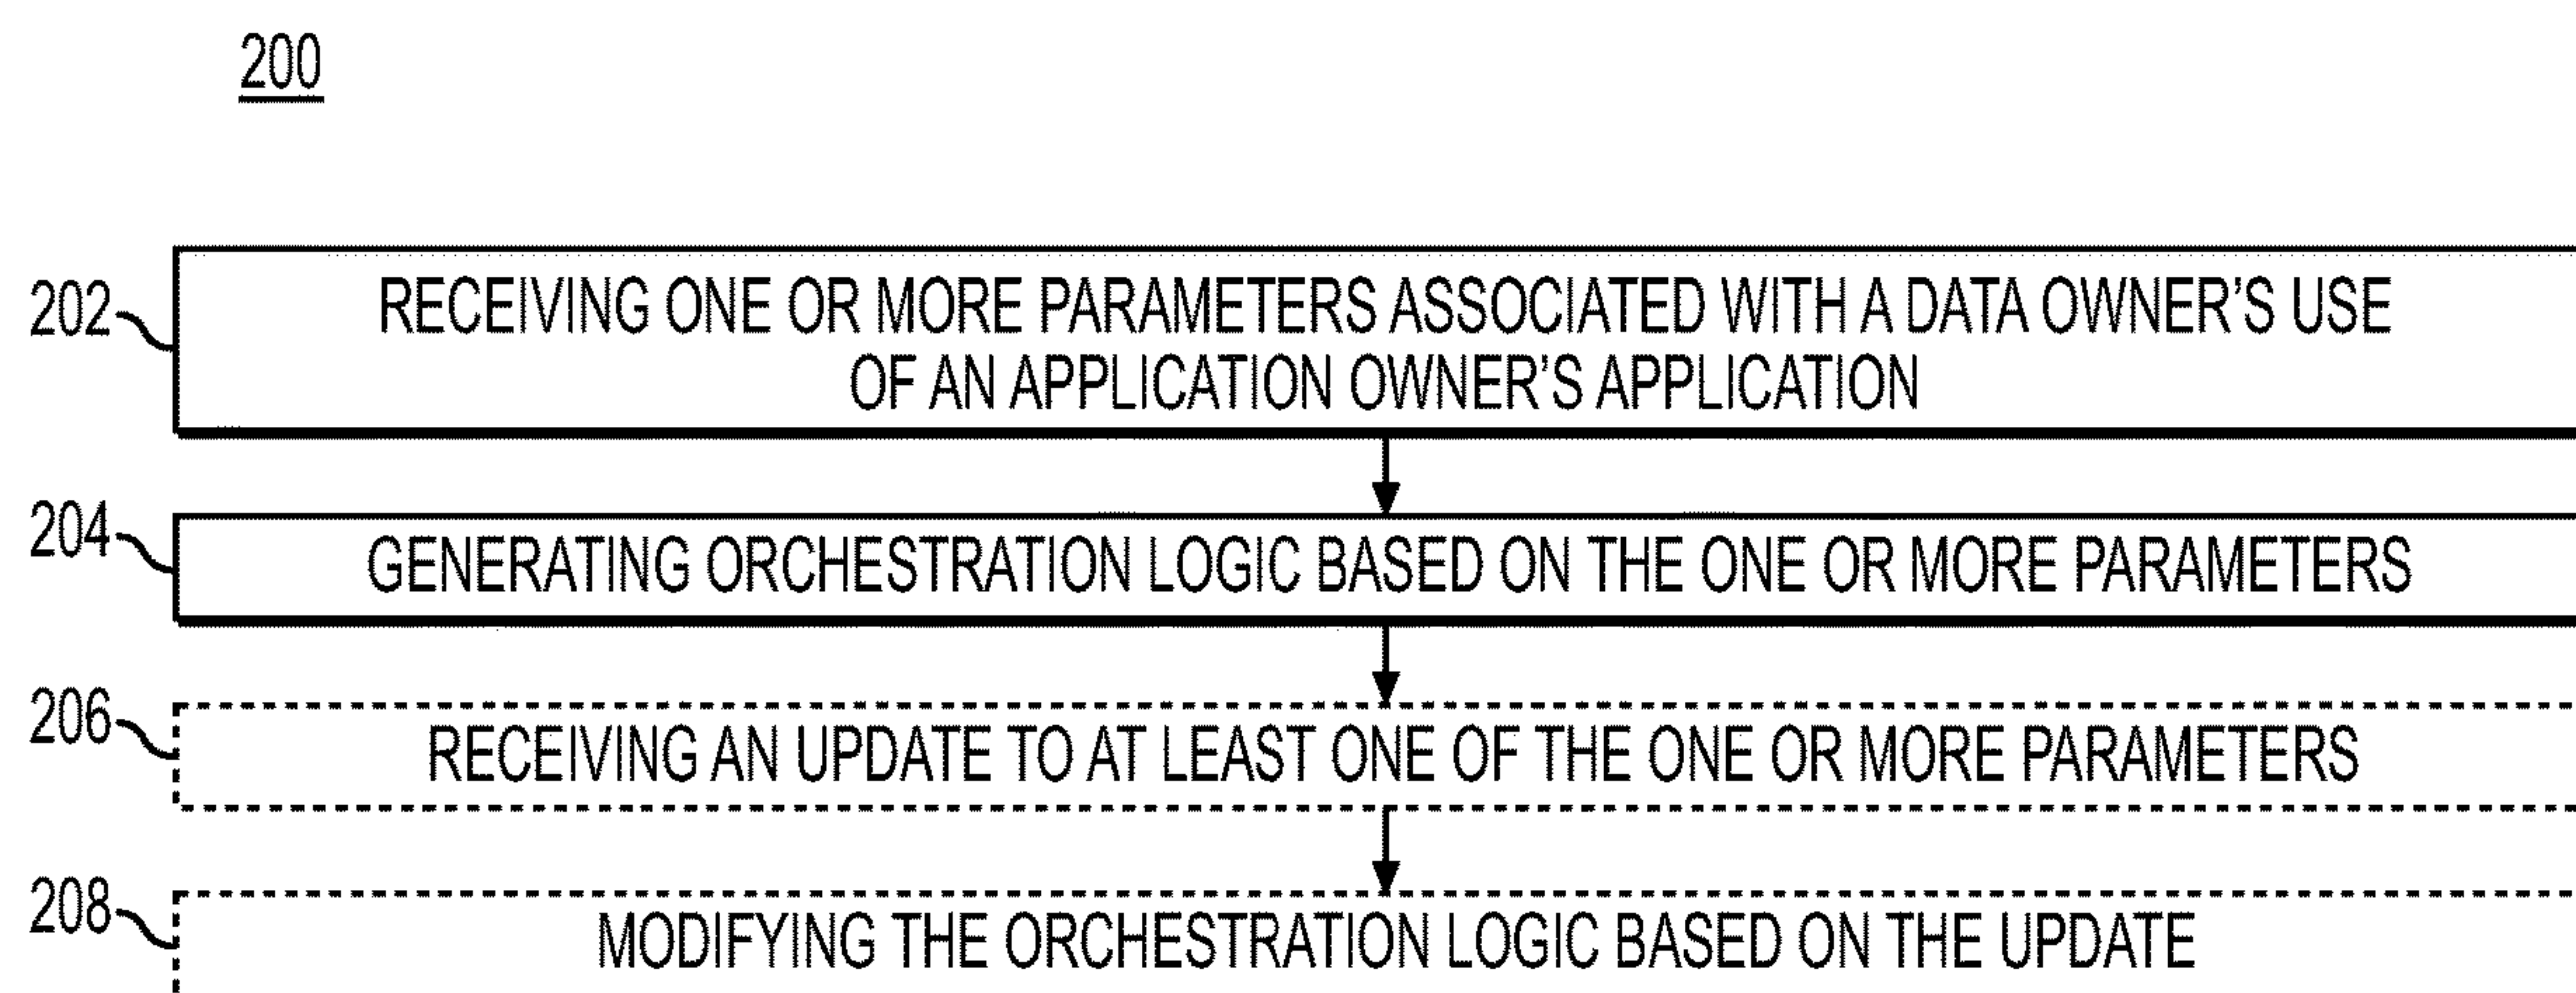 200
202
RECEIVING ONE OR MORE PARAMETERS ASSOCIATED WITH A DATA OWNER’S USE
OF AN APPLICATION OWNER’S APPLICATION
204
GENERATING ORCHESTRATION LOGIC BASED ON THE ONE OR MORE PARAMETERS
206
RECEIVING AN UPDATE TO AT LEAST ONE OF THE ONE OR MORE PARAMETERS
208
MODIFYING THE ORCHESTRATION LOGIC BASED ON THE UPDATE